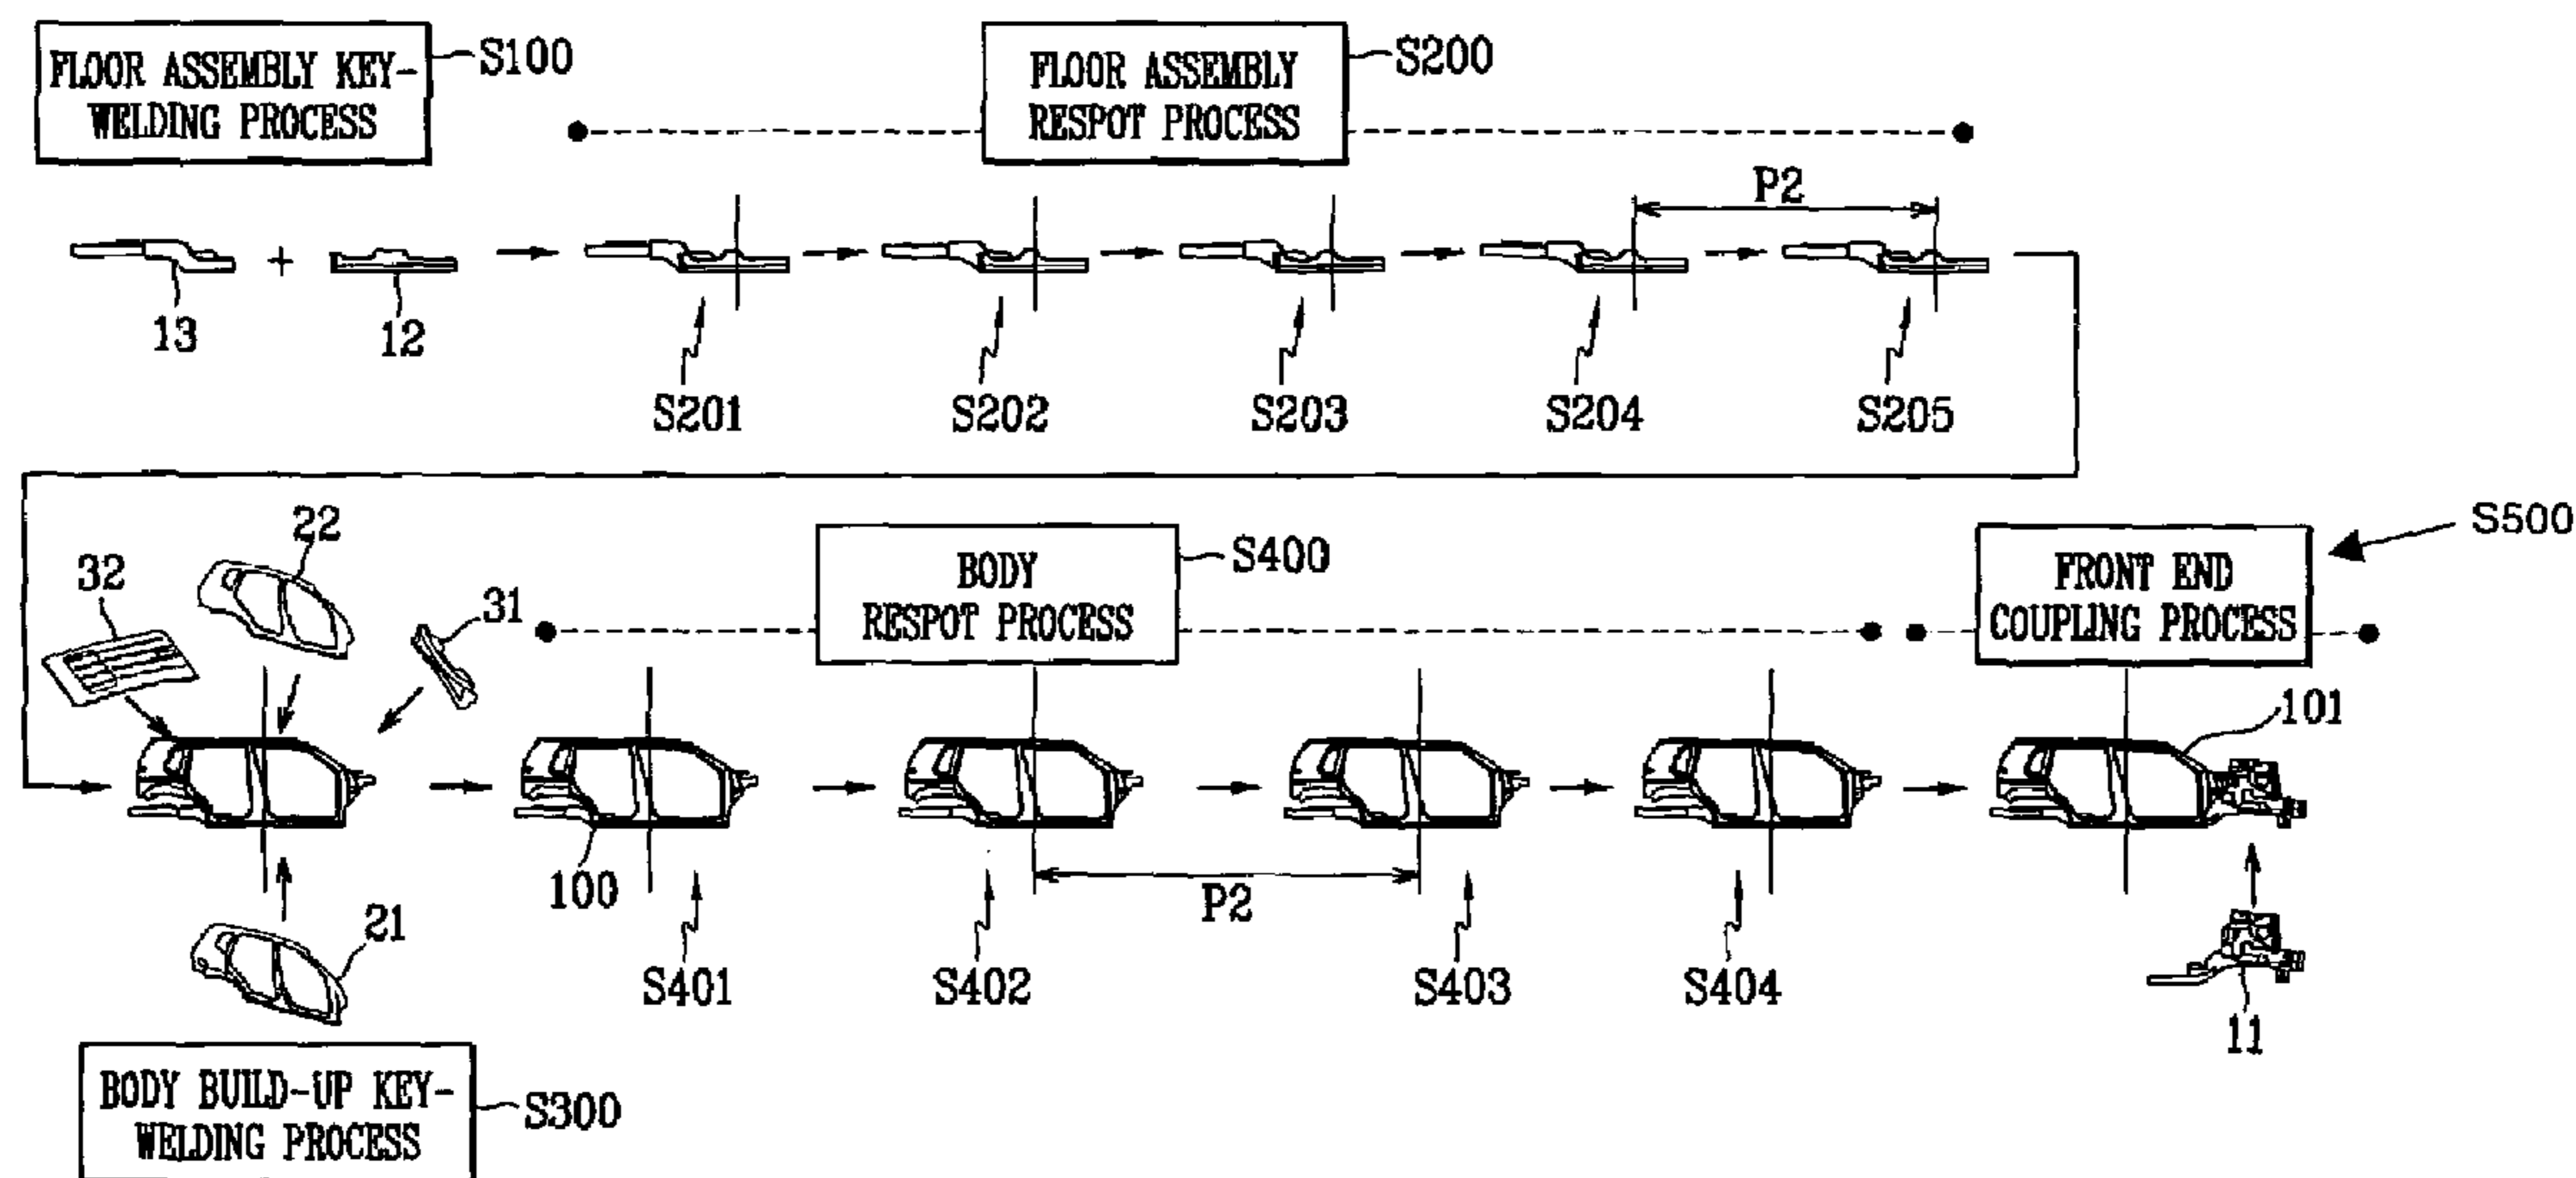 FLOOR ASSEMBLY KEY-
WELDING PROCESS
S100
FLOOR ASSEMBLY
RESPOT PROCESS
S200
P2
13
+
12
S201
S202
S203
S204
S205
22
32
31
BODY
RESPOT PROCESS
S400
FRONT END
COUPLING PROCESS
S500
101
100
P2
21
S401
S402
S403
S404
11
BODY BUILD-UP KEY-
WELDING PROCESS
S300